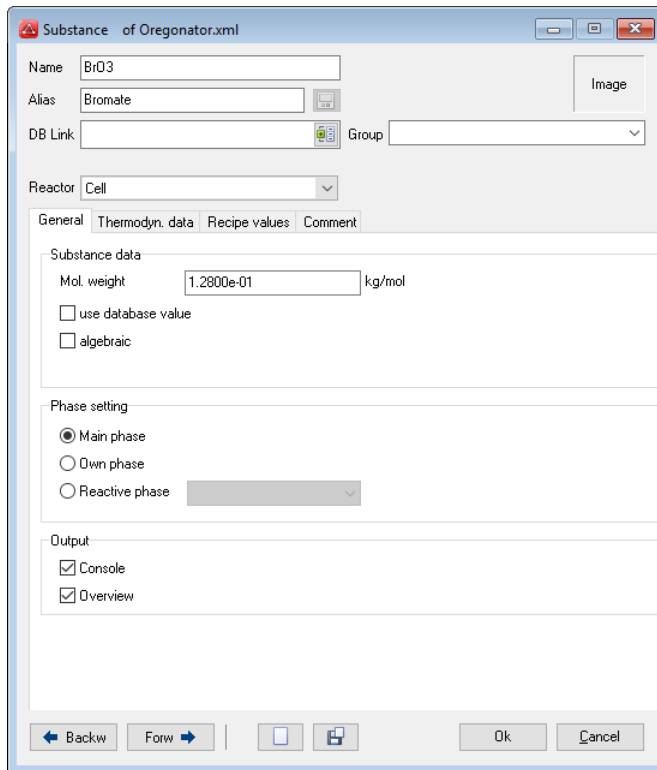 Substance of Oregonator.xml
Name BrO3
Image
Alias Bromate
DB Link Group
Reactor Cell
General Thermodyn. data Recipe values Comment
Substance data
Mol. weight 1.2800e-01 kg/mol
use database value
algebraic
Phase setting
Main phase
Own phase
Reactive phase
Output
Console
Overview
Backw Forw Ok Cancel